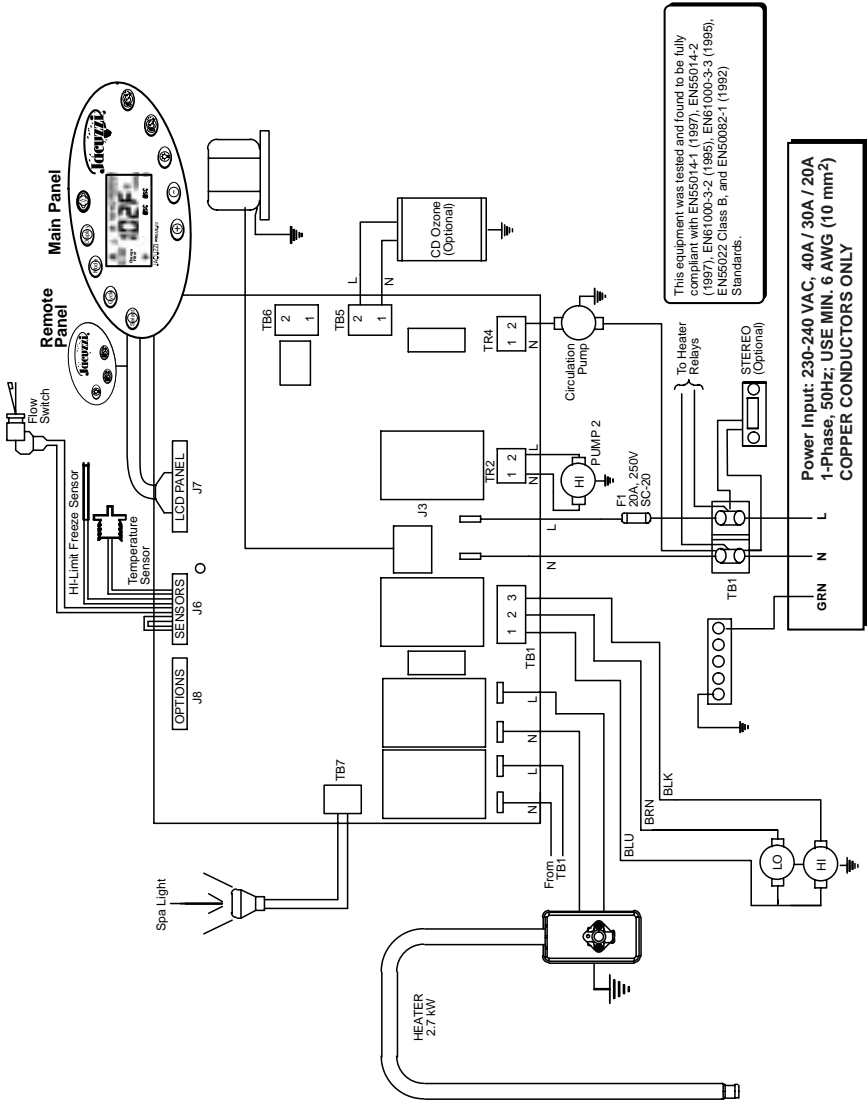 Main Panel
Remote
Panel
Jacuzzi
Jacuzzi
102F
Flow
Switch
HI-Limit Freeze Sensor
Temperature
Sensor
LCD PANEL
J7
SENSORS
J6
OPTIONS
J8
Spa Light
TB7
TB6
2 1
TB5
2 1
L
N
CD Ozone
(Optional)
TR4
1 2
N
Circulation
Pump
J3
TR2
1 2
N
L
HI
PUMP 2
F1
20A, 250V
SC-20
L
N
TB1
1 2 3
N
L
N
L
From
TB1
BLU
BRN
BLK
LO
HI
HEATER
2.7 kW
To Heater
Relays
STEREO
(Optional)
TB1
GRN
N
L
This equipment was tested and found to be fully
compliant with EN55014-1 (1997), EN55014-2
(1997), EN61000-3-2 (1995), EN61000-3-3 (1995),
EN55022 Class B, and EN50082-1 (1992)
Standards.
Power Input: 230-240 VAC, 40A / 30A / 20A
1-Phase, 50Hz; USE MIN. 6 AWG (10 mm²)
COPPER CONDUCTORS ONLY